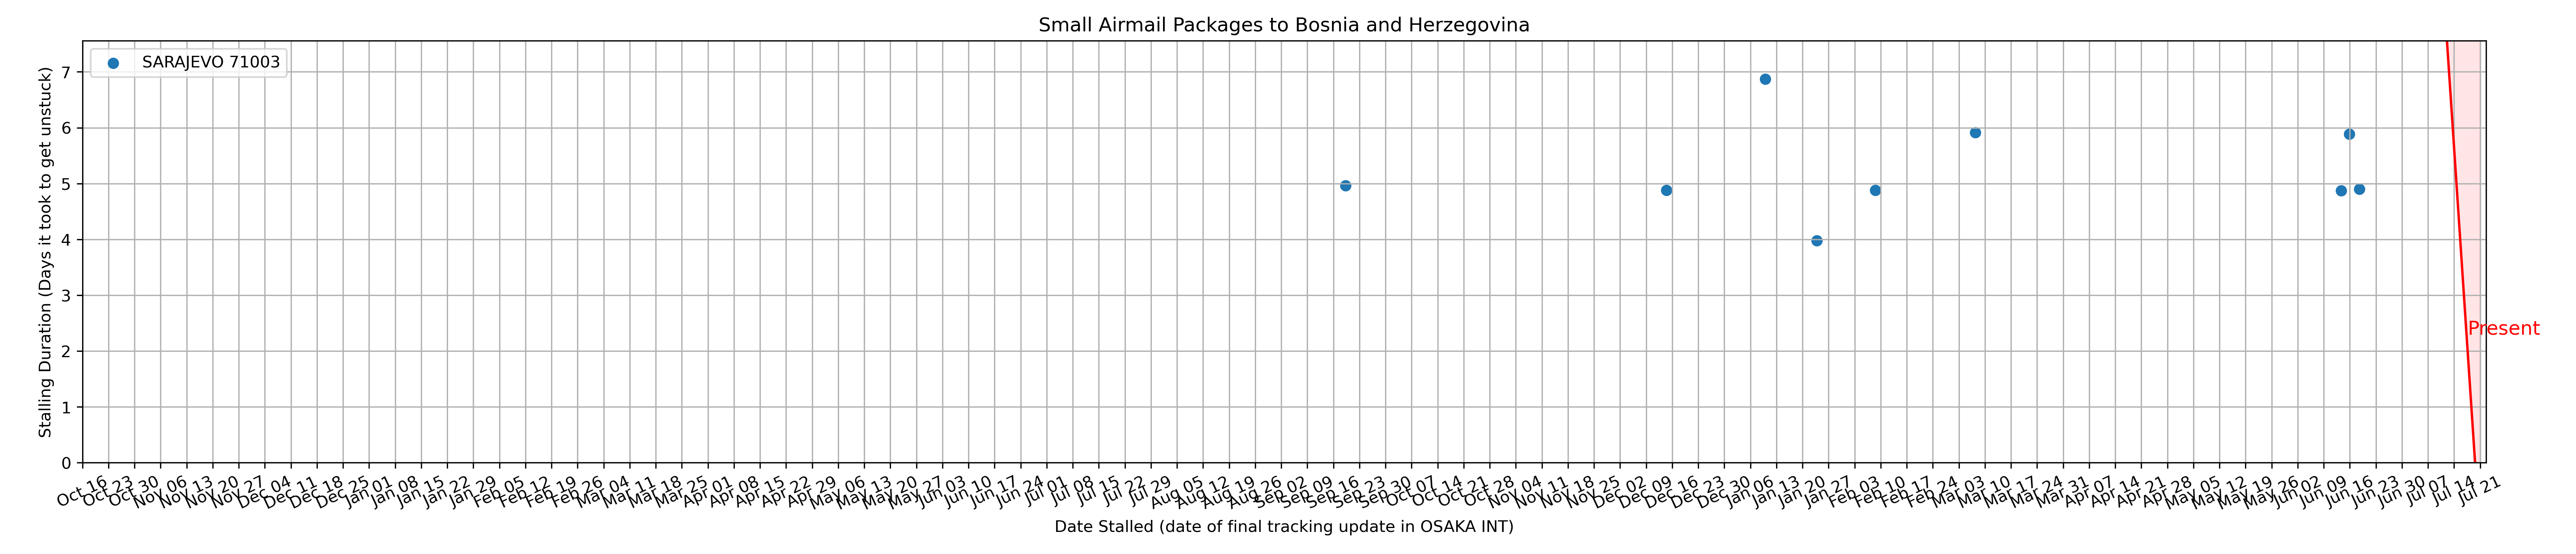 Small Airmail Packages to Bosnia and Herzegovina
SARAJEVO 71003
Stalling Duration (Days it took to get unstuck)
7
6
5
4
3
2
1
0
Present
Oct 16 Oct 23 Oct 30 Nov 06 Nov 13 Nov 20 Nov 27 Dec 04 Dec 11 Dec 18 Dec 25 Jan 01 Jan 08 Jan 15 Jan 22 Jan 29 Feb 05 Feb 12 Feb 19 Feb 26 Mar 04 Mar 11 Mar 18 Mar 25 Apr 01 Apr 08 Apr 15 Apr 22 Apr 29 May 06 May 13 May 20 May 27 Jun 03 Jun 10 Jun 17 Jun 24 Jul 01 Jul 08 Jul 15 Jul 22 Jul 29 Aug 05 Aug 12 Aug 19 Aug 26 Sep 02 Sep 09 Sep 16 Sep 23 Sep 30 Oct 07 Oct 14 Oct 21 Oct 28 Nov 04 Nov 11 Nov 18 Nov 25 Dec 02 Dec 09 Dec 16 Dec 23 Dec 30 Jan 06 Jan 13 Jan 20 Jan 27 Feb 03 Feb 10 Feb 17 Feb 24 Mar 03 Mar 10 Mar 17 Mar 24 Mar 31 Apr 07 Apr 14 Apr 21 Apr 28 May 05 May 12 May 19 May 26 Jun 02 Jun 09 Jun 16 Jun 23 Jun 30 Jul 07 Jul 14 Jul 21
Date Stalled (date of final tracking update in OSAKA INT)